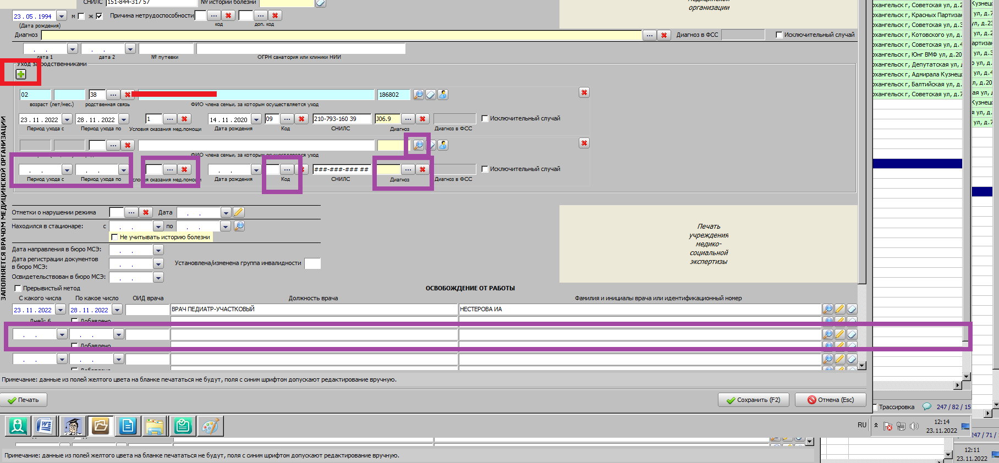 СНИЛС 151-844-317 57 № истории болезни
медицинской
организации
23.05.1994 м ж Причина нетрудоспособности
(Дата рождения) код доп. код
Диагноз Диагноз в ФСС Исключительный случай
дата 1 дата 2 № путевки ОГРН санатория или клиники НИИ
Уход за родственниками
02 38 186802
возраст (лет/мес.) родственная связь ФИО члена семьи, за которым осуществляется уход
23.11.2022 28.11.2022 1 14.11.2020 09 210-793-160 39 J06.9 Исключительный случай
Период ухода с Период ухода по Условия оказания мед.помощи Дата рождения Код СНИЛС Диагноз Диагноз в ФСС
ФИО члена семьи, за которым осуществляется уход
###-###-### ## Исключительный случай
Период ухода с Период ухода по словия оказания мед.помощи Дата рождения Код СНИЛС Диагноз Диагноз в ФСС
ЗАПОЛНЯЕТСЯ ВРАЧОМ МЕДИЦИНСКОЙ ОРГАНИЗАЦИИ
Отметки о нарушении режима Дата
Находился в стационаре: с по
Не учитывать историю болезни
Дата направления в бюро МСЭ:
Дата регистрации документов
в бюро МСЭ:
Установлена/изменена группа инвалидности
Освидетельствован в бюро МСЭ:
Печать
учреждения
медико-
социальной
экспертизы
Прерывистый метод
ОСВОБОЖДЕНИЕ ОТ РАБОТЫ
С какого числа По какое число ОИД врача Должность врача Фамилия и инициалы врача или идентификационный номер
23.11.2022 28.11.2022 ВРАЧ ПЕДИАТР-УЧАСТКОВЫЙ НЕСТЕРОВА ИА
Дней: 6 Добавлено
Добавлено
Добавлено
Примечание: данные из полей желтого цвета на бланке печататься не будут, поля с синим шрифтом допускают редактирование вручную.
Печать Сохранить (F2) Отмена (Esc)
рхангельск г, Советская ул, д.2
рхангельск г, Красных Партизан
рхангельск г, Советская ул, д.3
рхангельск г, Котовского ул, д.
рхангельск г, Советская ул, д.4
рхангельск г, Юнг ВМФ ул, д.20
рхангельск г, Депутатская ул, д
рхангельск г, Адмирала Кузнецо
рхангельск г, Балтийская ул, д.
рхангельск г, Советская ул, д.7
Кузнец
ул, д.7
ул, д.23
ул, д.2
артизан
ул, д.3
о ул, д.
ул, д.4
л, д.20
ая ул, д
Кузнецо
я ул, д.
ул, д.7
Трассировка 247 / 82 / 15
RU 12:14
23.11.2022
247 / 71 /
Примечание: данные из полей желтого цвета на бланке печататься не будут, поля с синим шрифтом допускают редактирование вручную.
12:11
23.11.2022